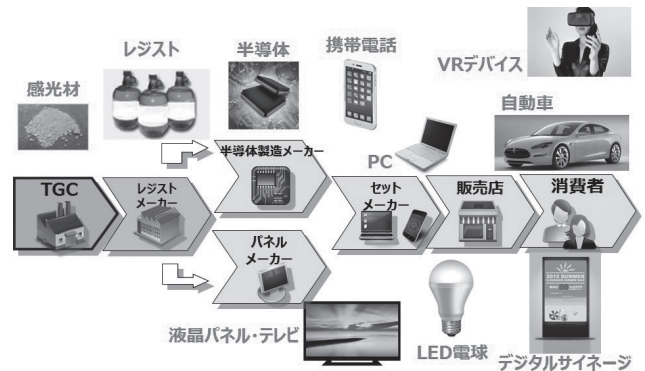 感光材
レジスト
半導体
携帯電話
VRデバイス
自動車
PC
TGC
レジスト
メーカー
半導体製造メーカー
パネル
メーカー
セット
メーカー
販売店
消費者
液晶パネル・テレビ
LED電球
デジタルサイネージ